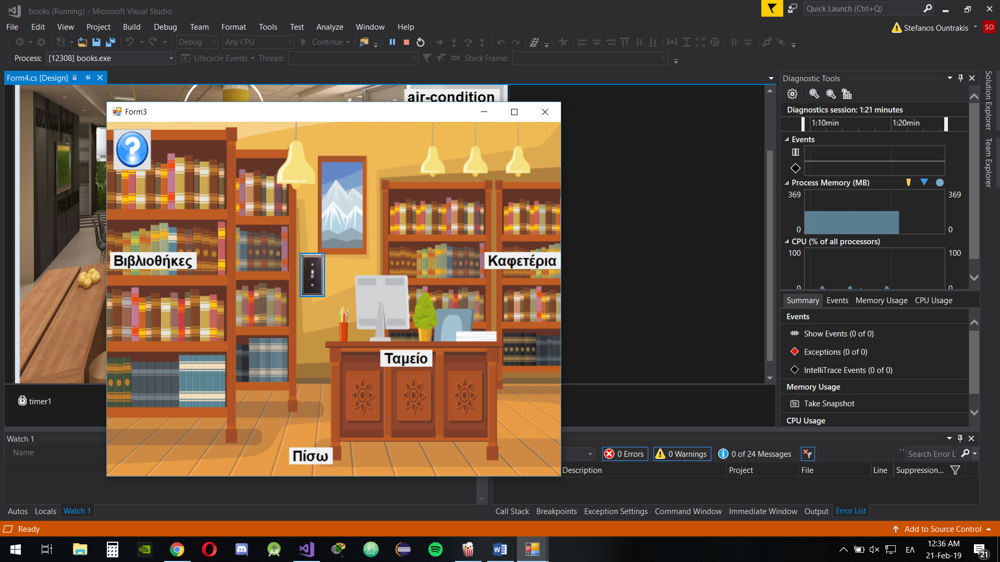 books (Running) - Microsoft Visual Studio
Quick Launch (Ctrl+Q)
File Edit View Project Build Debug Team Format Tools Test Analyze Window Help
Stefanos Ountrakis SO
Debug Any CPU Continue
Process: [12308] books.exe Lifecycle Events Thread: Stack Frame:
Form4.cs [Design]
air-condition
Form3
Βιβλιοθήκες
Καφετέρια
Ταμείο
Πίσω
timer1
Diagnostic Tools
Diagnostics session: 1:21 minutes
1:10min 1:20min
Events
Process Memory (MB)
369 369
0 0
CPU (% of all processors)
100 100
0 0
Summary Events Memory Usage CPU Usage
Events
Show Events (0 of 0)
Exceptions (0 of 0)
IntelliTrace Events (0 of 0)
Memory Usage
Take Snapshot
CPU Usage
Solution Explorer
Team Explorer
Watch 1
Name
0 Errors 0 Warnings 0 of 24 Messages Search Error L
Description Project File Line Suppression...
Autos Locals Watch 1
Call Stack Breakpoints Exception Settings Command Window Immediate Window Output Error List
Ready
Add to Source Control
ΕΛ
12:36 AM
21-Feb-19
21